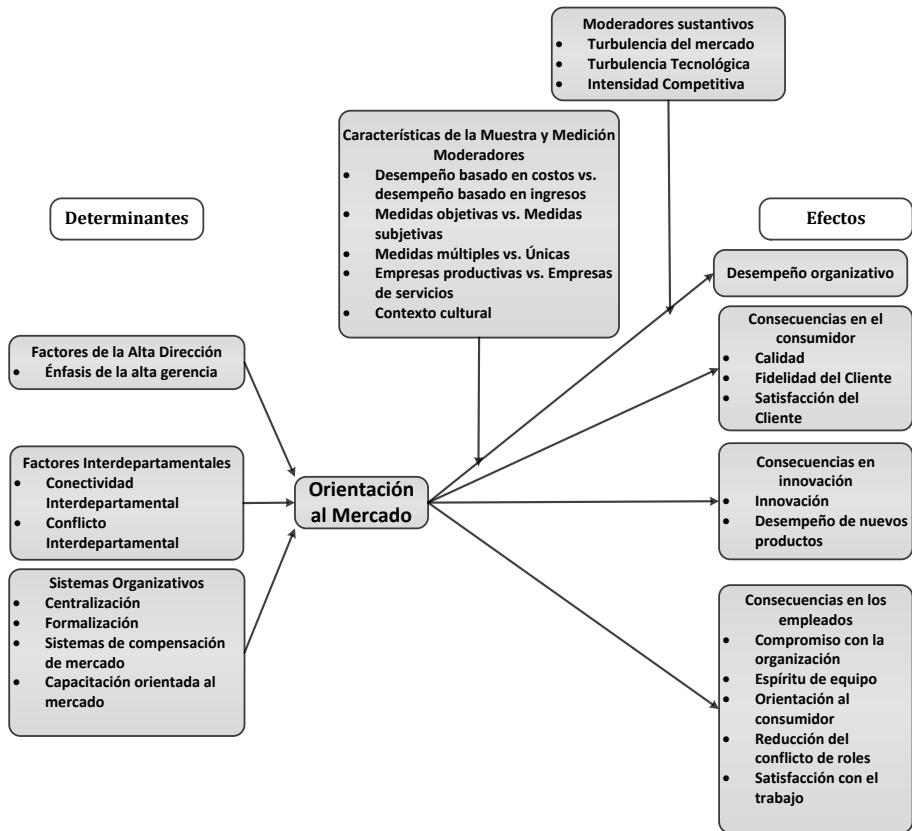 Moderadores sustantivos
• Turbulencia del mercado
• Turbulencia Tecnológica
• Intensidad Competitiva
Características de la Muestra y Medición
Moderadores
• Desempeño basado en costos vs.
desempeño basado en ingresos
• Medidas objetivas vs. Medidas
subjetivas
• Medidas múltiples vs. Únicas
• Empresas productivas vs. Empresas
de servicios
• Contexto cultural
Determinantes
Efectos
Factores de la Alta Dirección
• Énfasis de la alta gerencia
Factores Interdepartamentales
• Conectividad
Interdepartamental
• Conflicto
Interdepartamental
Sistemas Organizativos
• Centralización
• Formalización
• Sistemas de compensación
de mercado
• Capacitación orientada al
mercado
Orientación
al Mercado
Desempeño organizativo
Consecuencias en el
consumidor
• Calidad
• Fidelidad del Cliente
• Satisfacción del
Cliente
Consecuencias en
innovación
• Innovación
• Desempeño de nuevos
productos
Consecuencias en los
empleados
• Compromiso con la
organización
• Espíritu de equipo
• Orientación al
consumidor
• Reducción del
conflicto de roles
• Satisfacción con el
trabajo